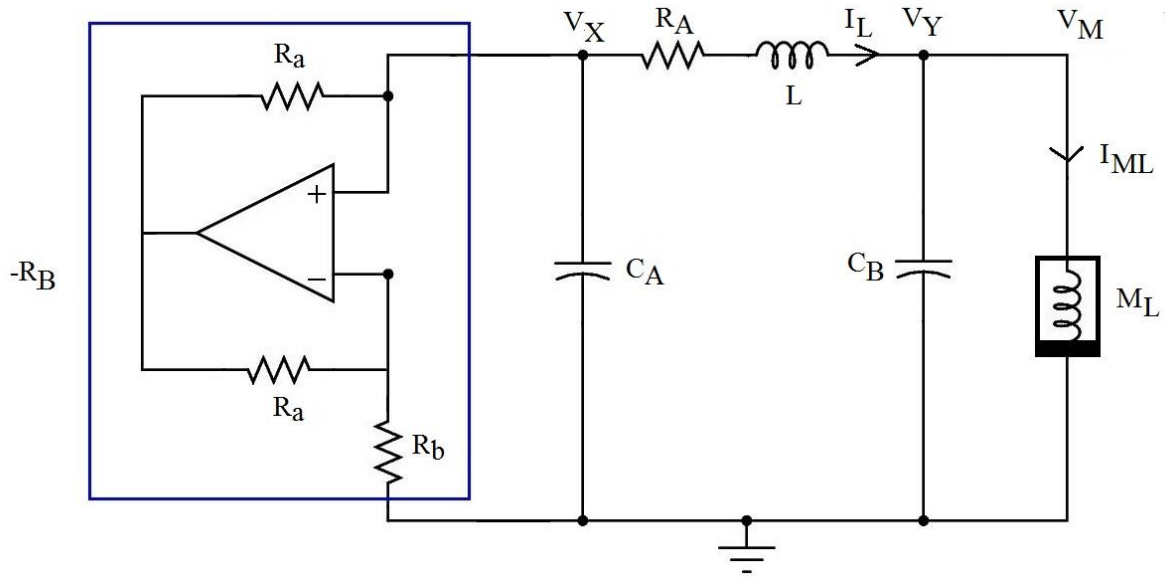 V_X
R_A
I_L
V_Y
V_M
R_a
L
I_ML
+
−
-R_B
C_A
C_B
M_L
R_a
R_b